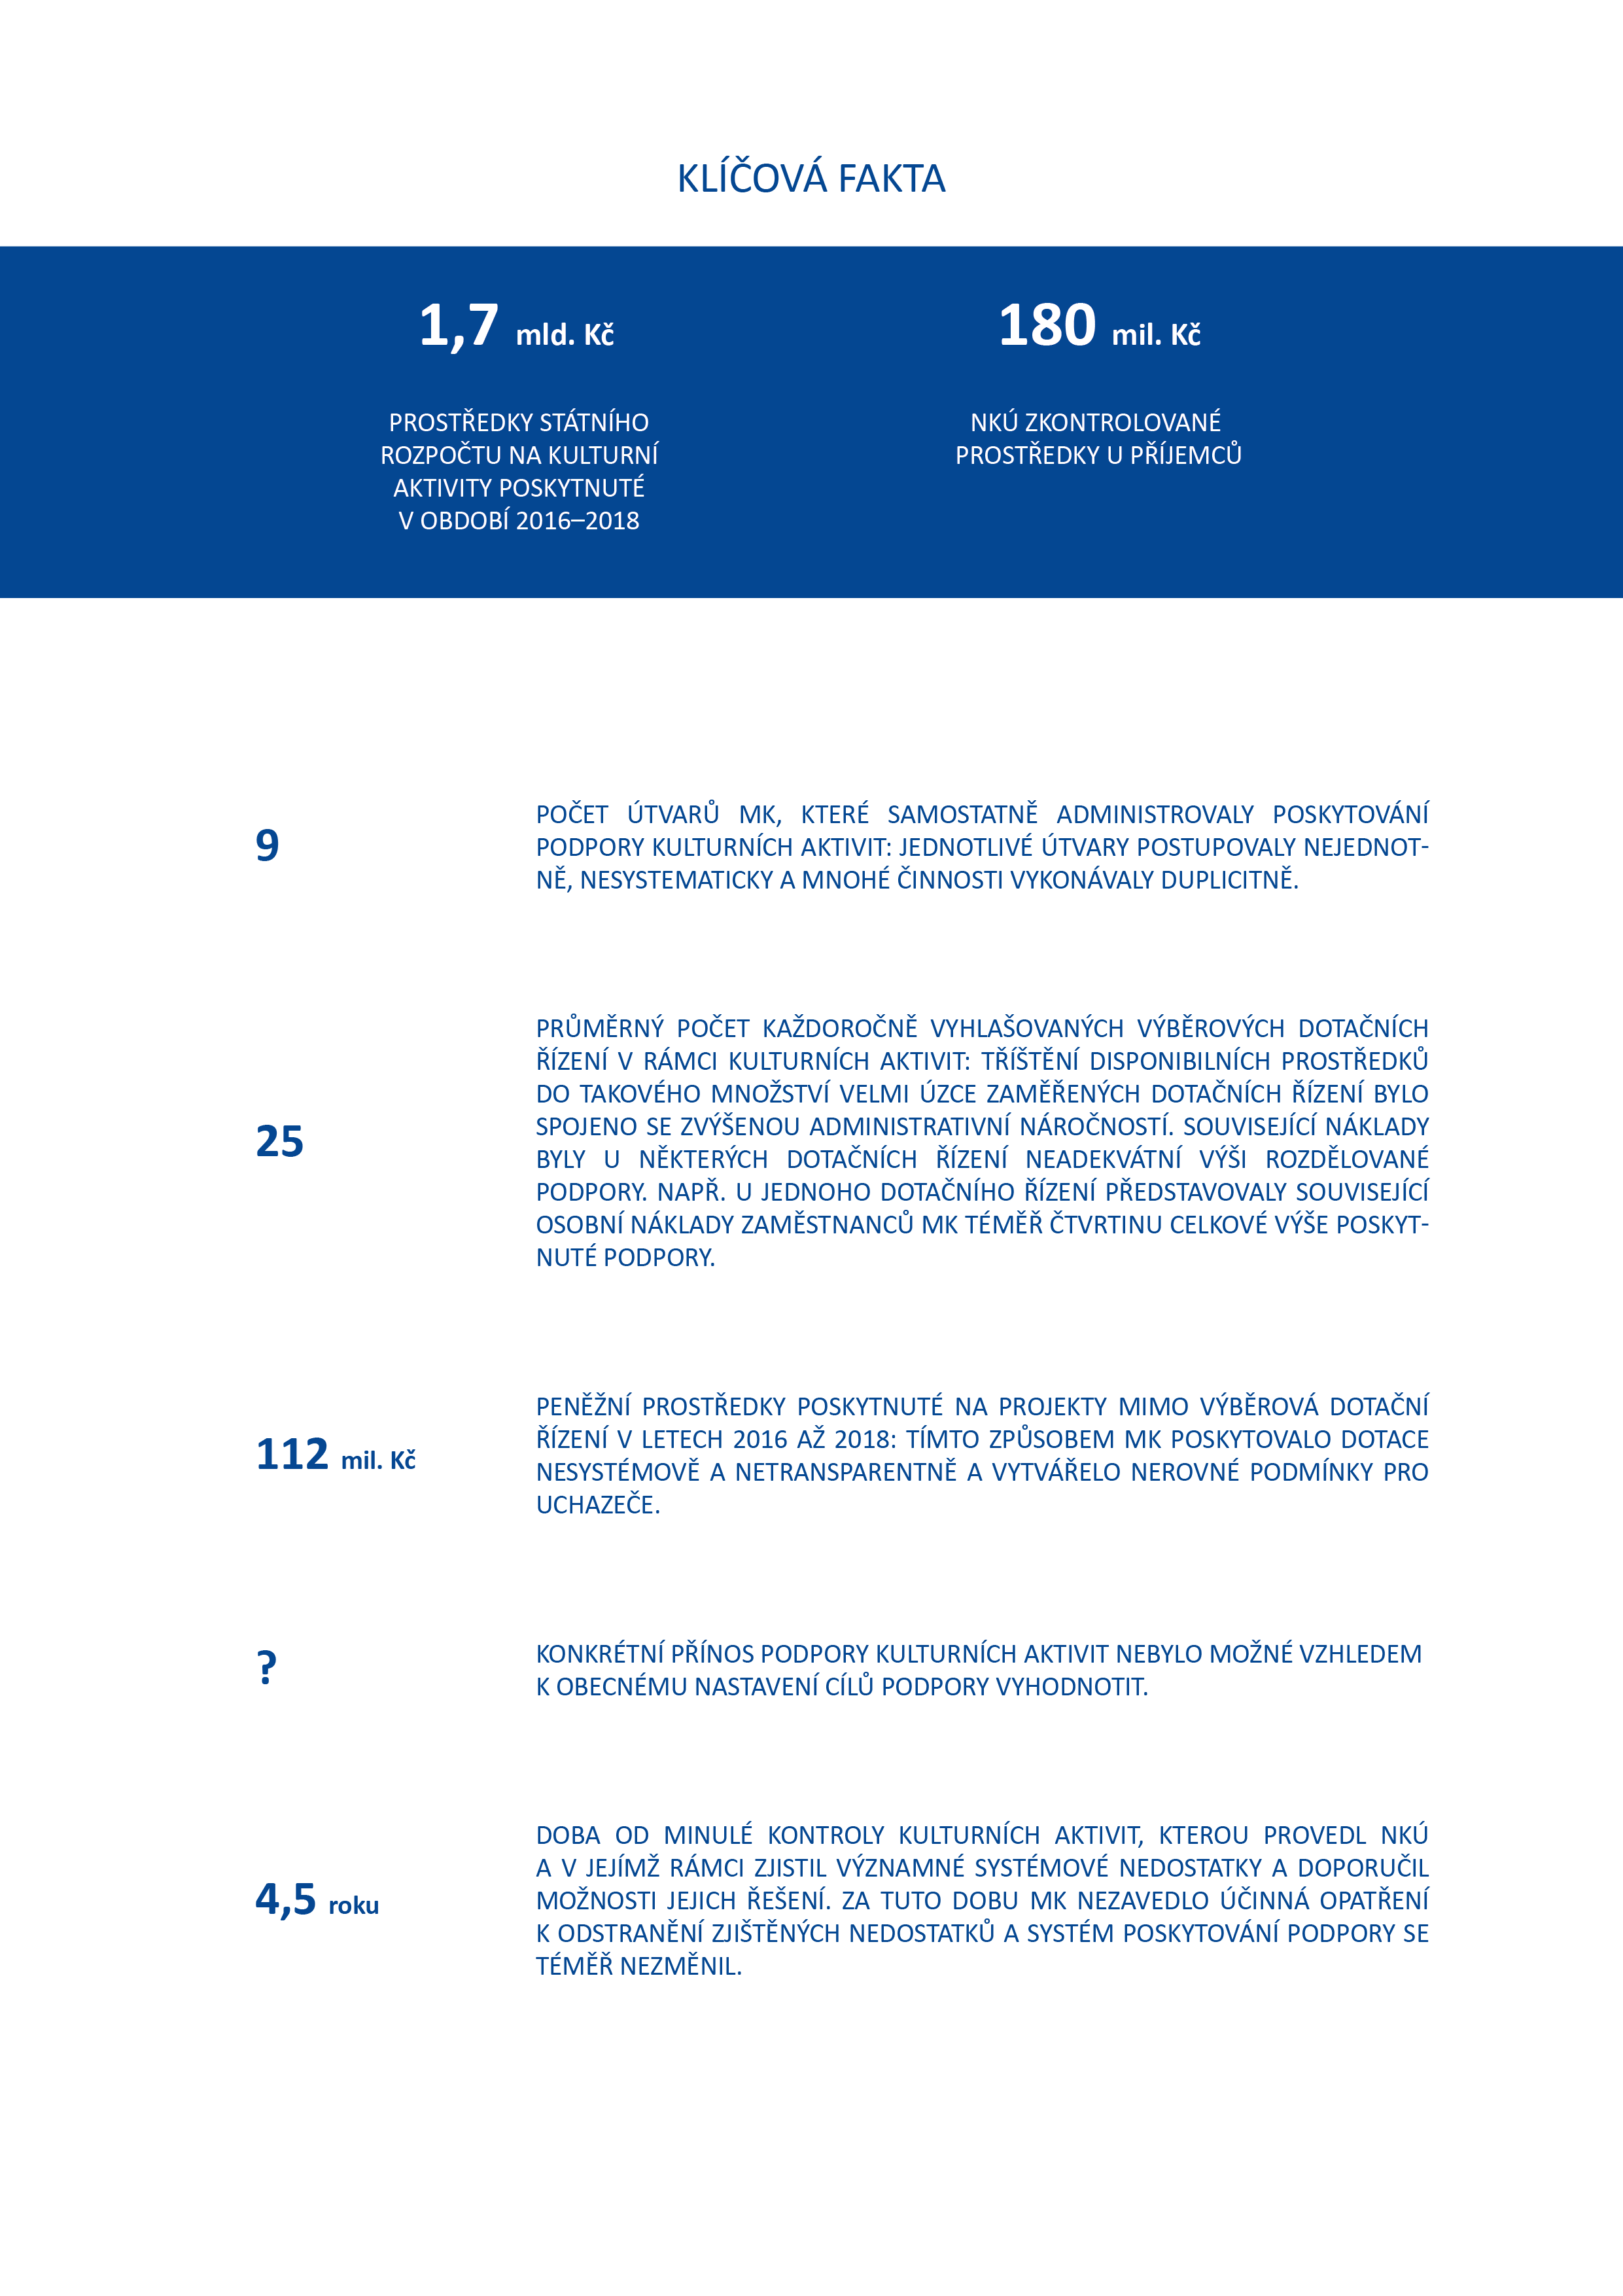 KLÍČOVÁ FAKTA
1,7 mld. Kč
PROSTŘEDKY STÁTNÍHO
ROZPOČTU NA KULTURNÍ
AKTIVITY POSKYTNUTÉ
V OBDOBÍ 2016–2018
180 mil. Kč
NKÚ ZKONTROLOVANÉ
PROSTŘEDKY U PŘÍJEMCŮ
9
POČET ÚTVARŮ MK, KTERÉ SAMOSTATNĚ ADMINISTROVALY POSKYTOVÁNÍ
PODPORY KULTURNÍCH AKTIVIT: JEDNOTLIVÉ ÚTVARY POSTUPOVALY NEJEDNOT-
NĚ, NESYSTEMATICKY A MNOHÉ ČINNOSTI VYKONÁVALY DUPLICITNĚ.
25
PRŮMĚRNÝ POČET KAŽDOROČNĚ VYHLAŠOVANÝCH VÝBĚROVÝCH DOTAČNÍCH
ŘÍZENÍ V RÁMCI KULTURNÍCH AKTIVIT: TŘÍŠTĚNÍ DISPONIBILNÍCH PROSTŘEDKŮ
DO TAKOVÉHO MNOŽSTVÍ VELMI ÚZCE ZAMĚŘENÝCH DOTAČNÍCH ŘÍZENÍ BYLO
SPOJENO SE ZVÝŠENOU ADMINISTRATIVNÍ NÁROČNOSTÍ. SOUVISEJÍCÍ NÁKLADY
BYLY U NĚKTERÝCH DOTAČNÍCH ŘÍZENÍ NEADEKVÁTNÍ VÝŠI ROZDĚLOVANÉ
PODPORY. NAPŘ. U JEDNOHO DOTAČNÍHO ŘÍZENÍ PŘEDSTAVOVALY SOUVISEJÍCÍ
OSOBNÍ NÁKLADY ZAMĚSTNANCŮ MK TÉMĚŘ ČTVRTINU CELKOVÉ VÝŠE POSKYT-
NUTÉ PODPORY.
112 mil. Kč
PENĚŽNÍ PROSTŘEDKY POSKYTNUTÉ NA PROJEKTY MIMO VÝBĚROVÁ DOTAČNÍ
ŘÍZENÍ V LETECH 2016 AŽ 2018: TÍMTO ZPŮSOBEM MK POSKYTOVALO DOTACE
NESYSTÉMOVĚ A NETRANSPARENTNĚ A VYTVÁŘELO NEROVNÉ PODMÍNKY PRO
UCHAZEČE.
?
KONKRÉTNÍ PŘÍNOS PODPORY KULTURNÍCH AKTIVIT NEBYLO MOŽNÉ VZHLEDEM
K OBECNÉMU NASTAVENÍ CÍLŮ PODPORY VYHODNOTIT.
4,5 roku
DOBA OD MINULÉ KONTROLY KULTURNÍCH AKTIVIT, KTEROU PROVEDL NKÚ
A V JEJÍMŽ RÁMCI ZJISTIL VÝZNAMNÉ SYSTÉMOVÉ NEDOSTATKY A DOPORUČIL
MOŽNOSTI JEJICH ŘEŠENÍ. ZA TUTO DOBU MK NEZAVEDLO ÚČINNÁ OPATŘENÍ
K ODSTRANĚNÍ ZJIŠTĚNÝCH NEDOSTATKŮ A SYSTÉM POSKYTOVÁNÍ PODPORY SE
TÉMĚŘ NEZMĚNIL.